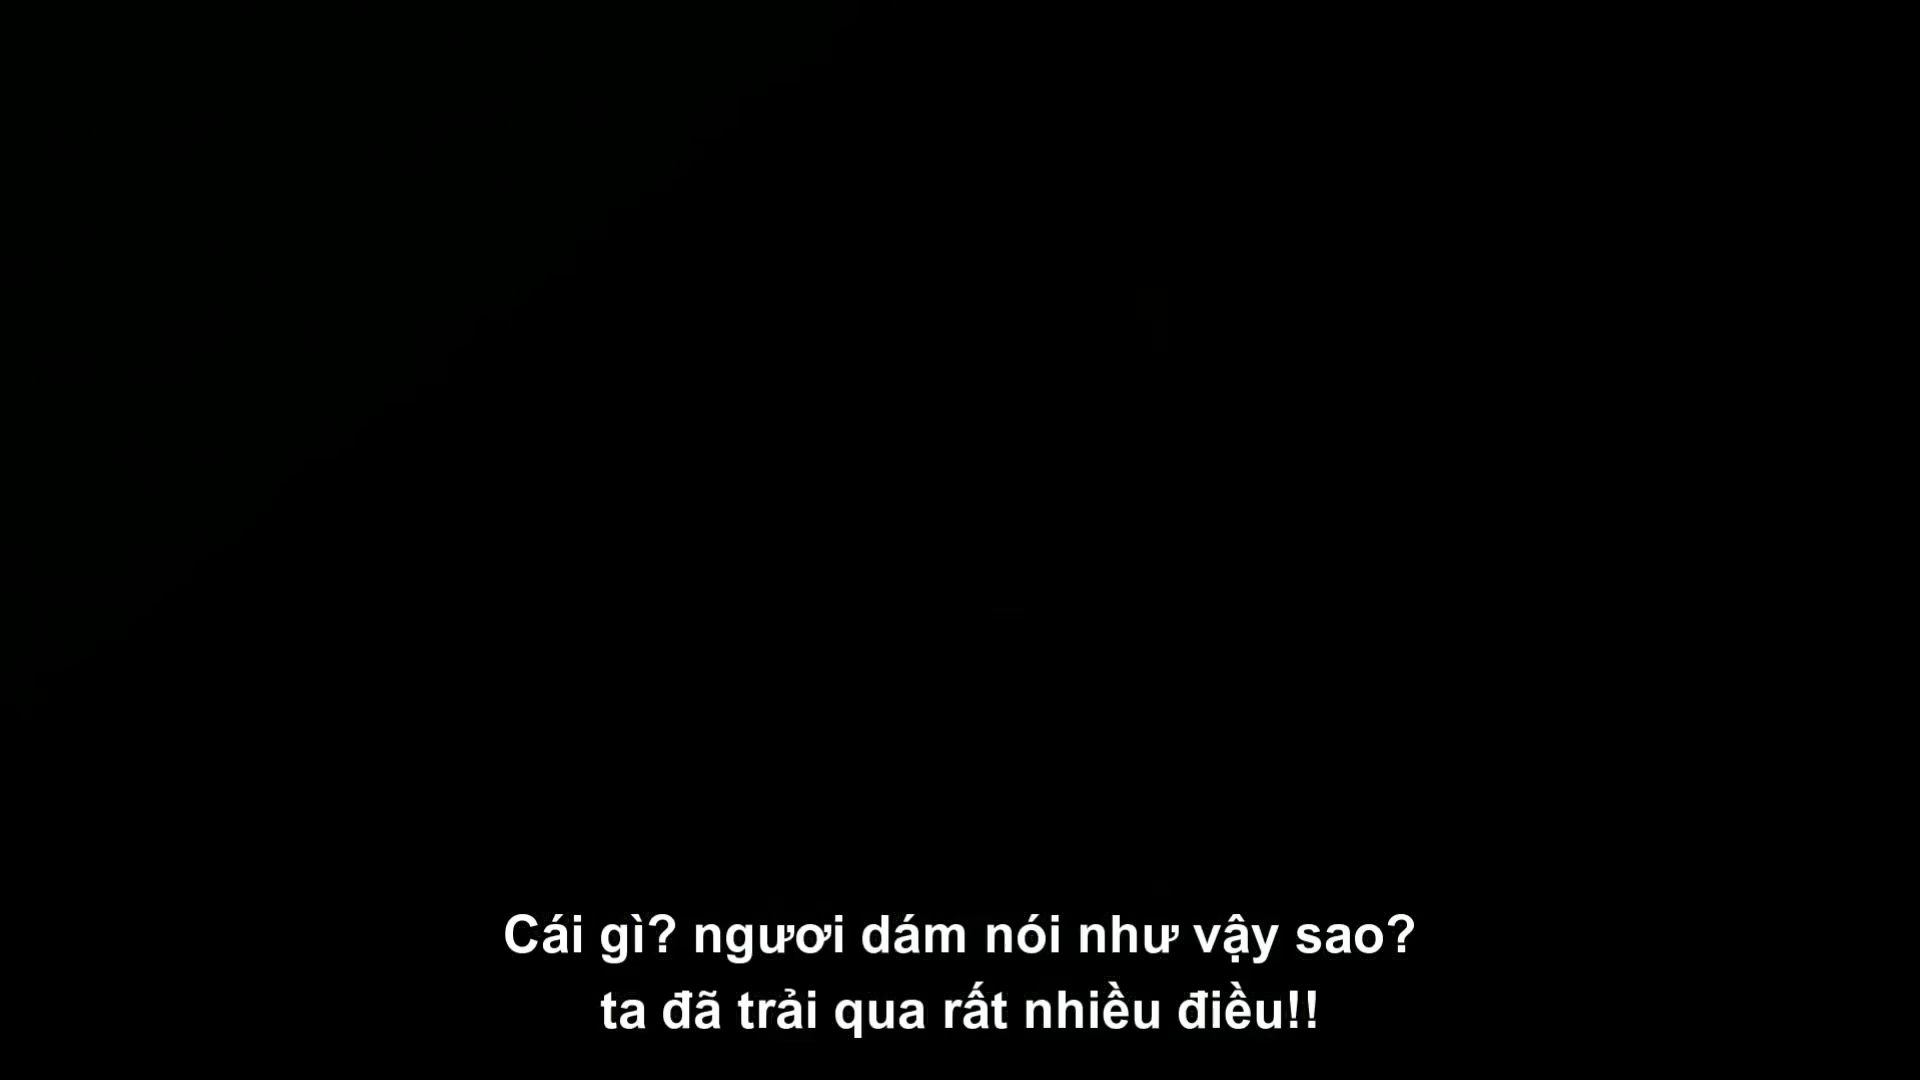 Cái gì? ngươi dám nói như vậy sao?
ta đã trải qua rất nhiều điều!!